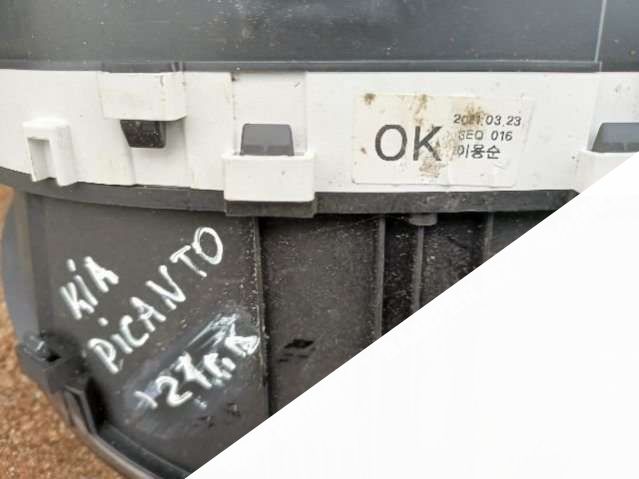 OK
2021.03.23
SEQ 016
이용순
KIA
PICANTO